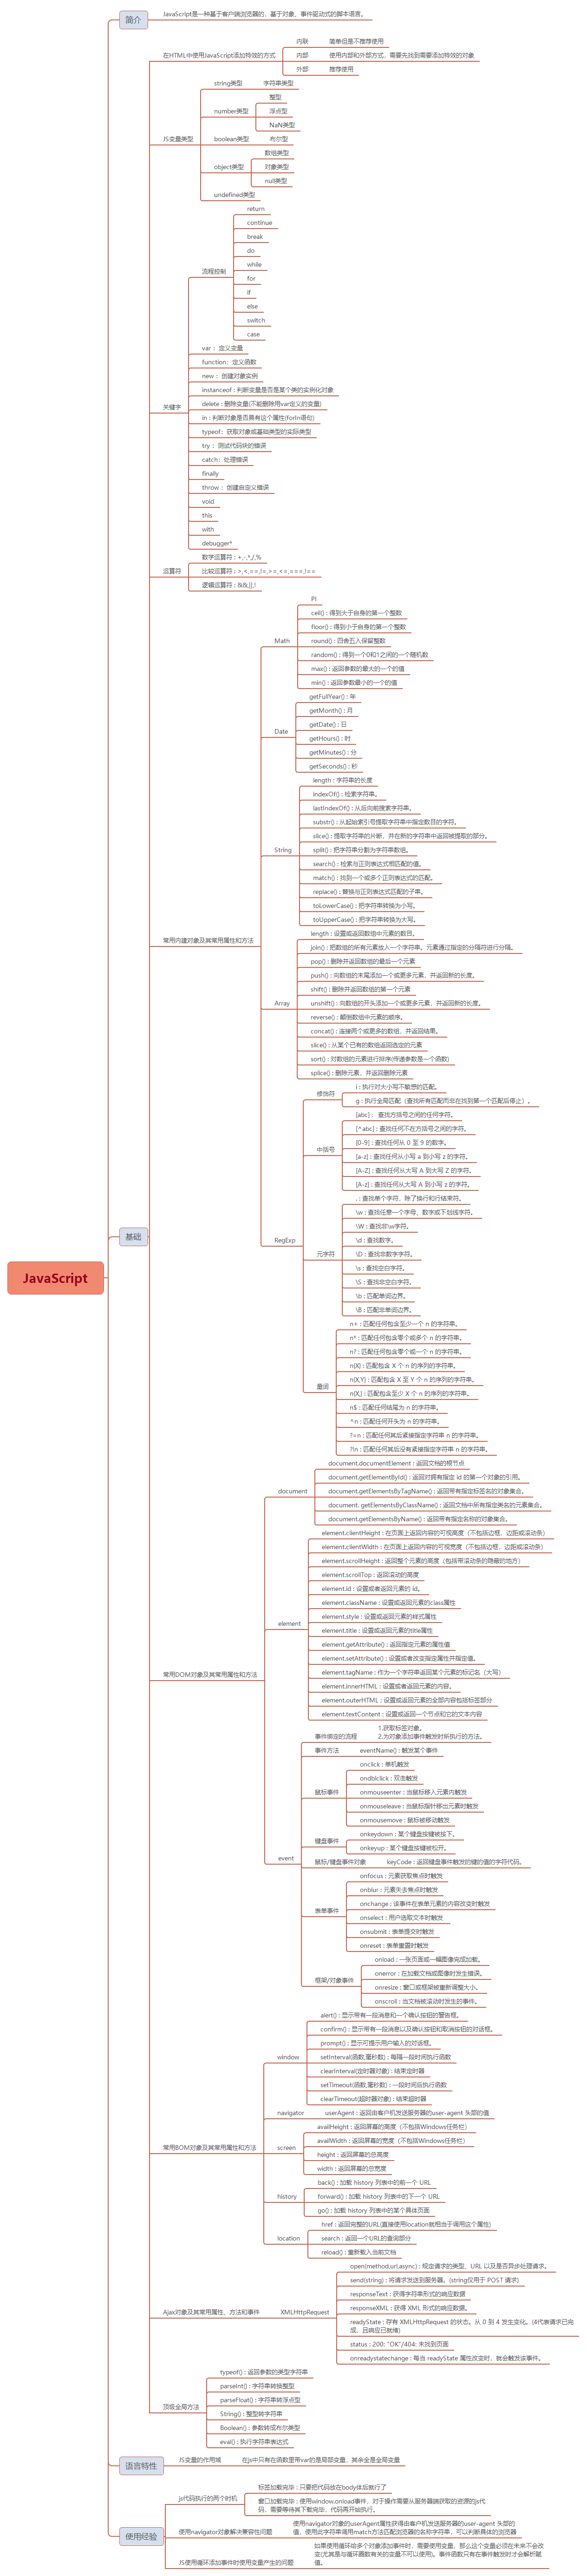 JavaScript
简介
JavaScript是一种基于客户端浏览器的、基于对象、事件驱动式的脚本语言。
基础
在HTML中使用JavaScript添加特效的方式
内联
简单但是不推荐使用
内部
使用内部和外部方式，需要先找到需要添加特效的对象
外部
推荐使用
JS变量类型
string类型
字符串类型
number类型
整型
浮点型
NaN类型
boolean类型
布尔型
object类型
数组类型
对象类型
null类型
undefined类型
关键字
流程控制
return
continue
break
do
while
for
if
else
switch
case
var ：定义变量
function：定义函数
new ：创建对象实例
instanceof : 判断变量是否是某个类的实例化对象
delete : 删除变量(不能删除用var定义的变量)
in : 判断对象是否具有这个属性(forIn语句)
typeof：获取对象或基础类型的实际类型
try ：测试代码块的错误
catch：处理错误
finally
throw ：创建自定义错误
void
this
with
debugger*
运算符
数学运算符 : +,-,*,/,%
比较运算符 : >,<,==,!=,>=,<=,===,!==
逻辑运算符 : &&,||,!
常用内建对象及其常用属性和方法
Math
PI
ceil() : 得到大于自身的第一个整数
floor() : 得到小于自身的第一个整数
round() : 四舍五入保留整数
random() : 得到一个0和1之间的一个随机数
max() : 返回参数的最大的一个的值
min() : 返回参数最小的一个的值
Date
getFullYear() : 年
getMonth() : 月
getDate() : 日
getHours() : 时
getMinutes() : 分
getSeconds() : 秒
String
length : 字符串的长度
indexOf() : 检索字符串。
lastIndexOf() : 从后向前搜索字符串。
substr() : 从起始索引号提取字符串中指定数目的字符。
slice() : 提取字符串的片断，并在新的字符串中返回被提取的部分。
split() : 把字符串分割为字符串数组。
search() : 检索与正则表达式相匹配的值。
match() : 找到一个或多个正则表达式的匹配。
replace() : 替换与正则表达式匹配的子串。
toLowerCase() : 把字符串转换为小写。
toUpperCase() : 把字符串转换为大写。
Array
length : 设置或返回数组中元素的数目。
join() : 把数组的所有元素放入一个字符串。元素通过指定的分隔符进行分隔。
pop() : 删除并返回数组的最后一个元素
push() : 向数组的末尾添加一个或更多元素，并返回新的长度。
shift() : 删除并返回数组的第一个元素
unshift() : 向数组的开头添加一个或更多元素，并返回新的长度。
reverse() : 颠倒数组中元素的顺序。
concat() : 连接两个或更多的数组，并返回结果。
slice() : 从某个已有的数组返回选定的元素
sort() : 对数组的元素进行排序(传递参数是一个函数)
splice() : 删除元素，并返回删除元素
RegExp
修饰符
i : 执行对大小写不敏感的匹配。
g : 执行全局匹配（查找所有匹配而非在找到第一个匹配后停止）。
中括号
[abc] ： 查找方括号之间的任何字符。
[^abc] : 查找任何不在方括号之间的字符。
[0-9] : 查找任何从 0 至 9 的数字。
[a-z] : 查找任何从小写 a 到小写 z 的字符。
[A-Z] : 查找任何从大写 A 到大写 Z 的字符。
[A-z] : 查找任何从大写 A 到小写 z 的字符。
元字符
. : 查找单个字符，除了换行和行结束符。
\w : 查找任意一个字母、数字或下划线字符。
\W : 查找非\w字符。
\d : 查找数字。
\D : 查找非数字字符。
\s : 查找空白字符。
\S : 查找非空白字符。
\b : 匹配单词边界。
\B : 匹配非单词边界。
量词
n+ : 匹配任何包含至少一个 n 的字符串。
n* : 匹配任何包含零个或多个 n 的字符串。
n? : 匹配任何包含零个或一个 n 的字符串。
n{X} : 匹配包含 X 个 n 的序列的字符串。
n{X,Y} : 匹配包含 X 至 Y 个 n 的序列的字符串。
n{X,} : 匹配包含至少 X 个 n 的序列的字符串。
n$ : 匹配任何结尾为 n 的字符串。
^n : 匹配任何开头为 n 的字符串。
?=n : 匹配任何其后紧接指定字符串 n 的字符串。
?!n : 匹配任何其后没有紧接指定字符串 n 的字符串。
常用DOM对象及其常用属性和方法
document
document.documentElement : 返回文档的根节点
document.getElementById() : 返回对拥有指定 id 的第一个对象的引用。
document.getElementsByTagName() : 返回带有指定标签名的对象集合。
document. getElementsByClassName() : 返回文档中所有指定类名的元素集合。
document.getElementsByName() : 返回带有指定名称的对象集合。
element
element.clientHeight : 在页面上返回内容的可视高度（不包括边框，边距或滚动条）
element.clientWidth : 在页面上返回内容的可视宽度（不包括边框，边距或滚动条）
element.scrollHeight : 返回整个元素的高度（包括带滚动条的隐蔽的地方）
element.scrollTop : 返回滚动的高度
element.id : 设置或者返回元素的 id。
element.className : 设置或返回元素的class属性
element.style : 设置或返回元素的样式属性
element.title : 设置或返回元素的title属性
element.getAttribute() : 返回指定元素的属性值
element.setAttribute() : 设置或者改变指定属性并指定值。
element.tagName : 作为一个字符串返回某个元素的标记名（大写）
element.innerHTML : 设置或者返回元素的内容。
element.outerHTML : 设置或返回元素的全部内容包括标签部分
element.textContent : 设置或返回一个节点和它的文本内容
event
事件绑定的流程
1.获取标签对象。
2.为对象添加事件触发时所执行的方法。
事件方法
eventName() : 触发某个事件
鼠标事件
onclick : 单机触发
ondblclick : 双击触发
onmouseenter : 当鼠标移入元素内触发
onmouseleave : 当鼠标指针移出元素时触发
onmousemove : 鼠标被移动触发
键盘事件
onkeydown : 某个键盘按键被按下。
onkeyup : 某个键盘按键被松开。
鼠标/键盘事件对象
keyCode : 返回键盘事件触发的键的值的字符代码。
表单事件
onfocus : 元素获取焦点时触发
onblur : 元素失去焦点时触发
onchange : 该事件在表单元素的内容改变时触发
onselect : 用户选取文本时触发
onsubmit : 表单提交时触发
onreset : 表单重置时触发
框架/对象事件
onload : 一张页面或一幅图像完成加载。
onerror : 在加载文档或图像时发生错误。
onresize : 窗口或框架被重新调整大小。
onscroll : 当文档被滚动时发生的事件。
常用BOM对象及其常用属性和方法
window
alert() : 显示带有一段消息和一个确认按钮的警告框。
confirm() : 显示带有一段消息以及确认按钮和取消按钮的对话框。
prompt() : 显示可提示用户输入的对话框。
setInterval(函数,毫秒数) : 每隔一段时间执行函数
clearInterval(定时器对象) : 结束定时器
setTimeout(函数,毫秒数) : 一段时间后执行函数
clearTimeout(超时器对象) : 结束超时器
navigator
userAgent : 返回由客户机发送服务器的user-agent 头部的值
screen
availHeight : 返回屏幕的高度（不包括Windows任务栏）
availWidth : 返回屏幕的宽度（不包括Windows任务栏）
height : 返回屏幕的总高度
width : 返回屏幕的总宽度
history
back() : 加载 history 列表中的前一个 URL
forward() : 加载 history 列表中的下一个 URL
go() : 加载 history 列表中的某个具体页面
location
href : 返回完整的URL(直接使用location就相当于调用这个属性)
search : 返回一个URL的查询部分
reload() : 重新载入当前文档
Ajax对象及其常用属性、方法和事件
XMLHttpRequest
open(method,url,async) : 规定请求的类型、URL 以及是否异步处理请求。
send(string) : 将请求发送到服务器。(string仅用于 POST 请求)
responseText : 获得字符串形式的响应数据
responseXML : 获得 XML 形式的响应数据。
readyState : 存有 XMLHttpRequest 的状态。从 0 到 4 发生变化。(4代表请求已完
成，且响应已就绪)
status : 200: "OK"/404: 未找到页面
onreadystatechange : 每当 readyState 属性改变时，就会触发该事件。
顶级全局方法
typeof() : 返回参数的类型字符串
parseInt() : 字符串转换整型
parseFloat() : 字符串转浮点型
String() : 整型转字符串
Boolean() : 参数转成布尔类型
eval() : 执行字符串表达式
语言特性
JS变量的作用域
在js中只有在函数里带var的是局部变量，其余全是全局变量
使用经验
js代码执行的两个时机
标签加载完毕 : 只要把代码放在body体后就行了
窗口加载完毕 : 使用window.onload事件，对于操作需要从服务器端获取的资源的js代
码，需要等待其下载完毕，代码再开始执行。
使用navigator对象解决兼容性问题
使用navigator对象的userAgent属性获得由客户机发送服务器的user-agent 头部的
值，使用此字符串调用match方法匹配浏览器的名称字符串，可以判断具体的浏览器
JS使用循环添加事件时使用变量产生的问题
如果使用循环给多个对象添加事件时，需要使用变量，那么这个变量必须在未来不会改
变(尤其是与循环圈数有关的变量不可以使用)。事件函数只有在事件触发时才会解析赋
值。